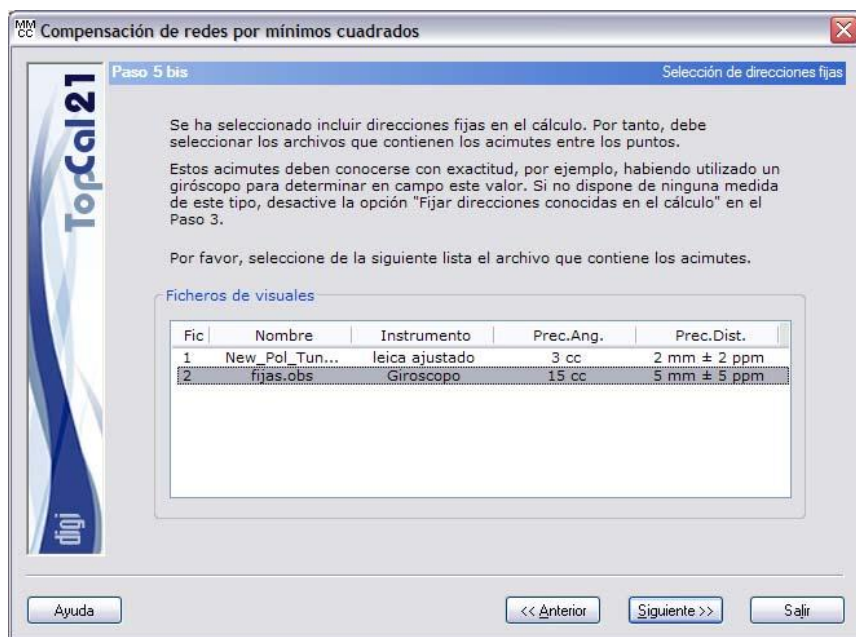 MM
CC Compensación de redes por mínimos cuadrados
Paso 5 bis Selección de direcciones fijas
TopCal 21
digi
Se ha seleccionado incluir direcciones fijas en el cálculo. Por tanto, debe
seleccionar los archivos que contienen los acimutes entre los puntos.
Estos acimutes deben conocerse con exactitud, por ejemplo, habiendo utilizado un
giróscopo para determinar en campo este valor. Si no dispone de ninguna medida
de este tipo, desactive la opción "Fijar direcciones conocidas en el cálculo" en el
Paso 3.
Por favor, seleccione de la siguiente lista el archivo que contiene los acimutes.
Ficheros de visuales
Fic Nombre Instrumento Prec.Ang. Prec.Dist.
1 New_Pol_Tun... leica ajustado 3 cc 2 mm ± 2 ppm
2 fijas.obs Giroscopo 15 cc 5 mm ± 5 ppm
Ayuda << Anterior Siguiente >> Salir